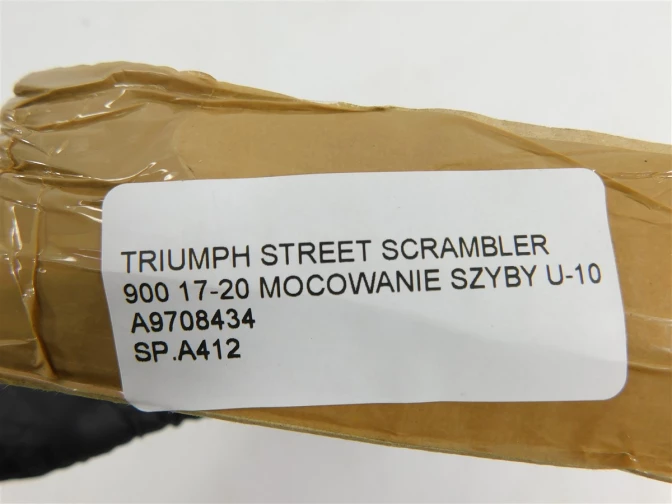 TRIUMPH STREET SCRAMBLER
900 17-20 MOCOWANIE SZYBY U-10
A9708434
SP.A412